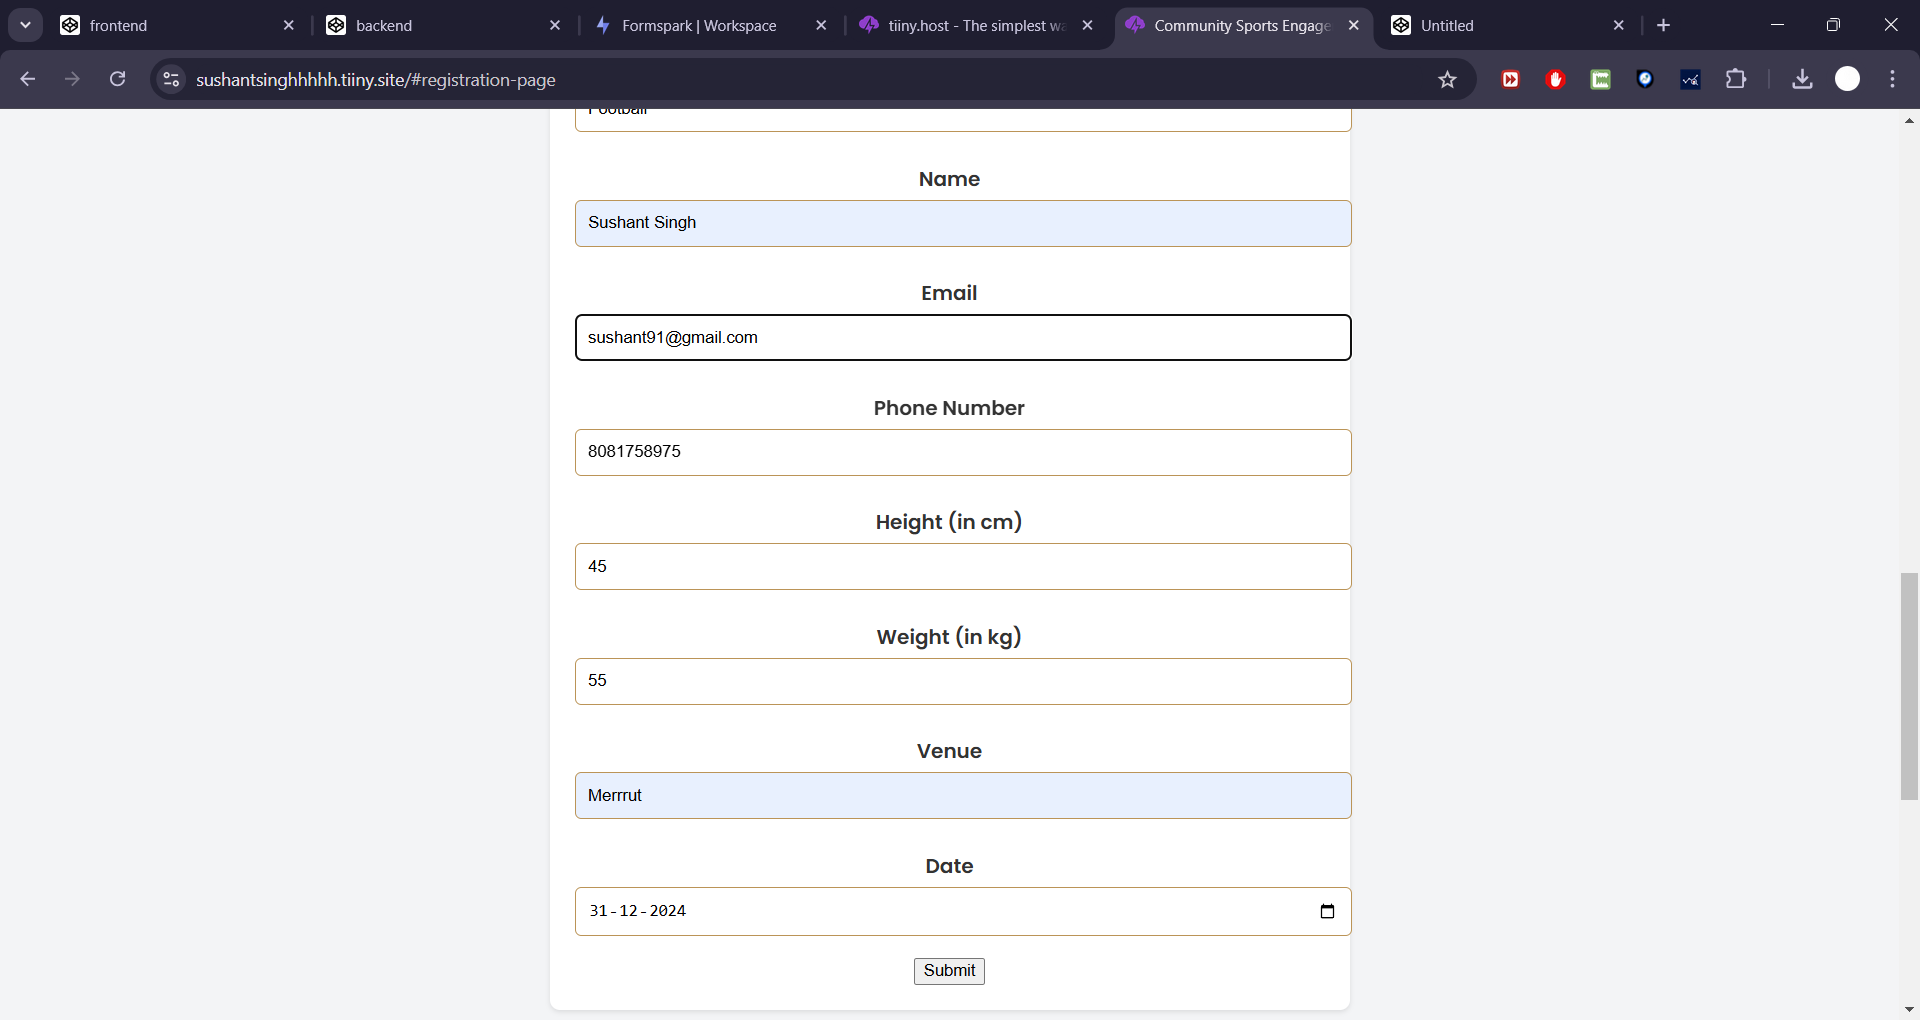 frontend
backend
Formspark | Workspace
tiiny.host - The simplest wa
Community Sports Engage
Untitled
sushantsinghhhhh.tiiny.site/#registration-page
Football
Name
Sushant Singh
Email
sushant91@gmail.com
Phone Number
8081758975
Height (in cm)
45
Weight (in kg)
55
Venue
Merrrut
Date
31-12-2024
Submit